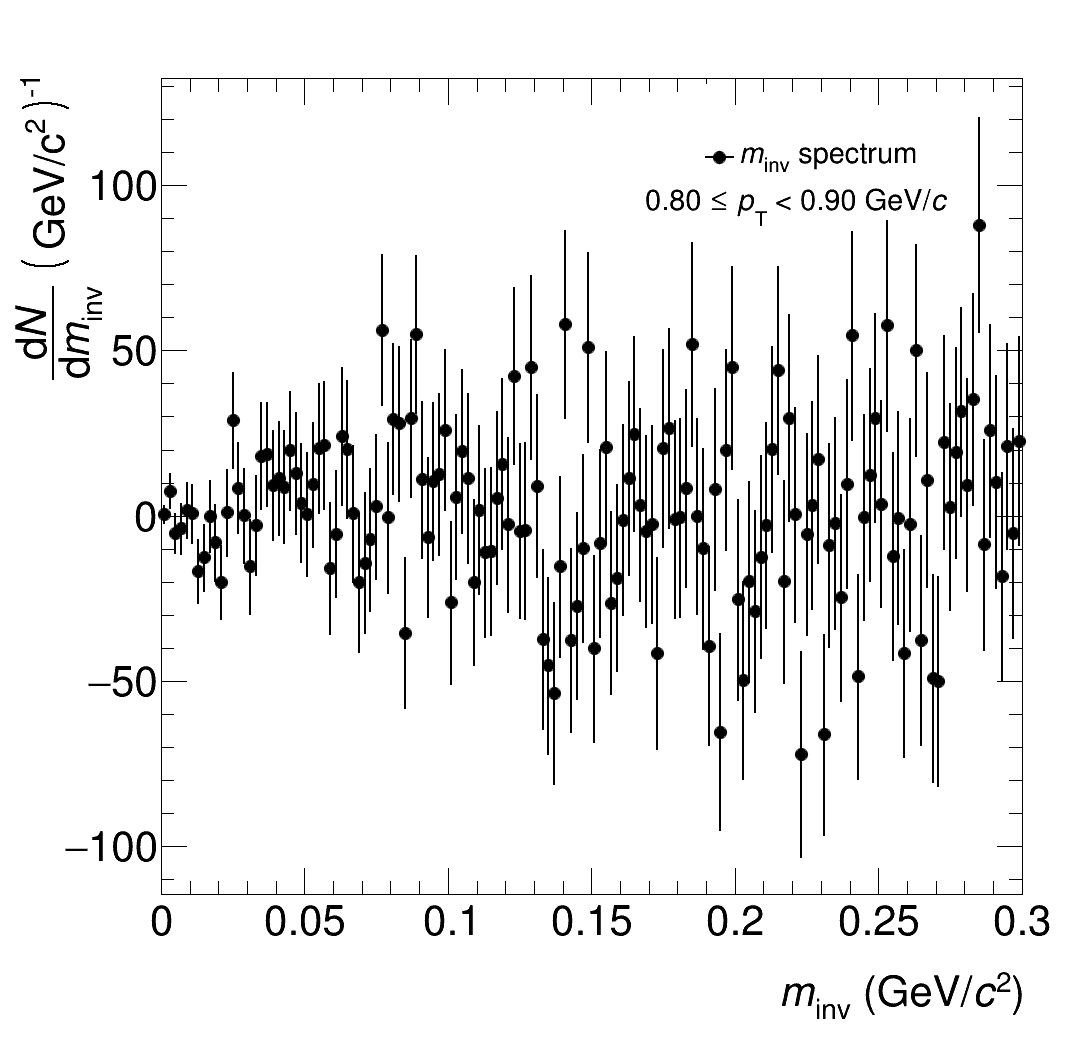 dN/dm_inv (GeV/c²)⁻¹
m_inv spectrum
0.80 ≤ p_T < 0.90 GeV/c
100
50
0
−50
−100
0 0.05 0.1 0.15 0.2 0.25 0.3
m_inv (GeV/c²)